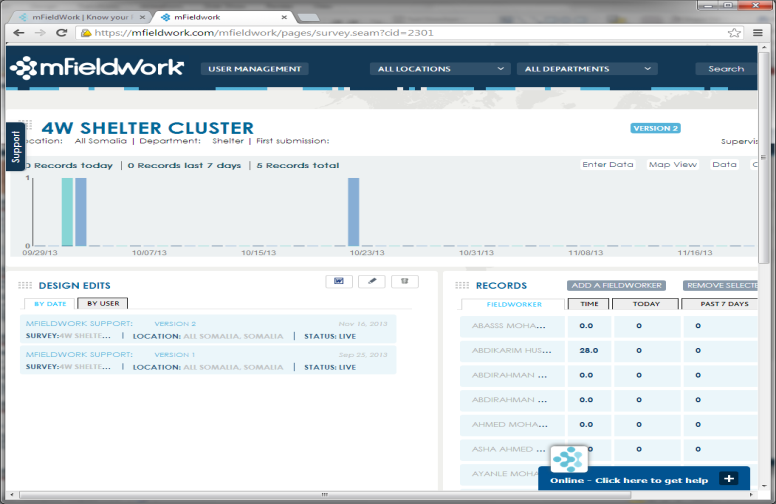 mFieldWork | Know your
mFieldwork
https://mfieldwork.com/mfieldwork/pages/survey.seam?cid=2301
mFieldWork
USER MANAGEMENT
ALL LOCATIONS
ALL DEPARTMENTS
Search
Support
4W SHELTER CLUSTER
VERSION 2
ocation: All Somalia | Department: Shelter | First submission:
Supervis
0 Records today | 0 Records last 7 days | 5 Records total
Enter Data Map View Data
1
0
09/29/13 10/07/13 10/15/13 10/23/13 10/31/13 11/08/13 11/16/13
DESIGN EDITS
BY DATE BY USER
MFIELDWORK SUPPORT: VERSION 2 Nov 16, 2013
SURVEY:4W SHELTE... | LOCATION: ALL SOMALIA, SOMALIA | STATUS: LIVE
MFIELDWORK SUPPORT: VERSION 1 Sep 25, 2013
SURVEY:4W SHELTE... | LOCATION: ALL SOMALIA, SOMALIA | STATUS: LIVE
RECORDS ADD A FIELDWORKER REMOVE SELECTE
FIELDWORKER TIME TODAY PAST 7 DAYS
ABASSS MOHA... 0.0 0 0
ABDIKARIM HUS... 28.0 0 0
ABDIRAHMAN ... 0.0 0 0
ABDIRAHMAN ... 0.0 0 0
AHMED MOHA... 0.0 0 0
ASHA AHMED ... 0 0 0
AYANLE MOHA
Online - Click here to get help +